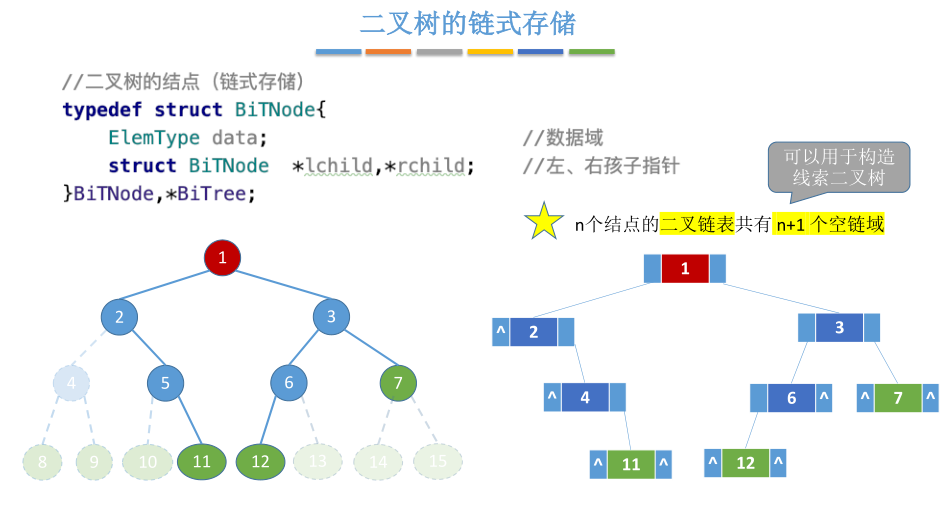 二叉树的链式存储
//二叉树的结点（链式存储）
typedef struct BiTNode{
ElemType data; //数据域
struct BiTNode *lchild,*rchild; //左、右孩子指针
}BiTNode,*BiTree;
可以用于构造
线索二叉树
n个结点的二叉链表共有 n+1 个空链域
1
2 3
4 5 6 7
8 9 10 11 12 13 14 15
1
^ 2 3
^ 4 6 ^ ^ 7 ^
^ 11 ^ ^ 12 ^